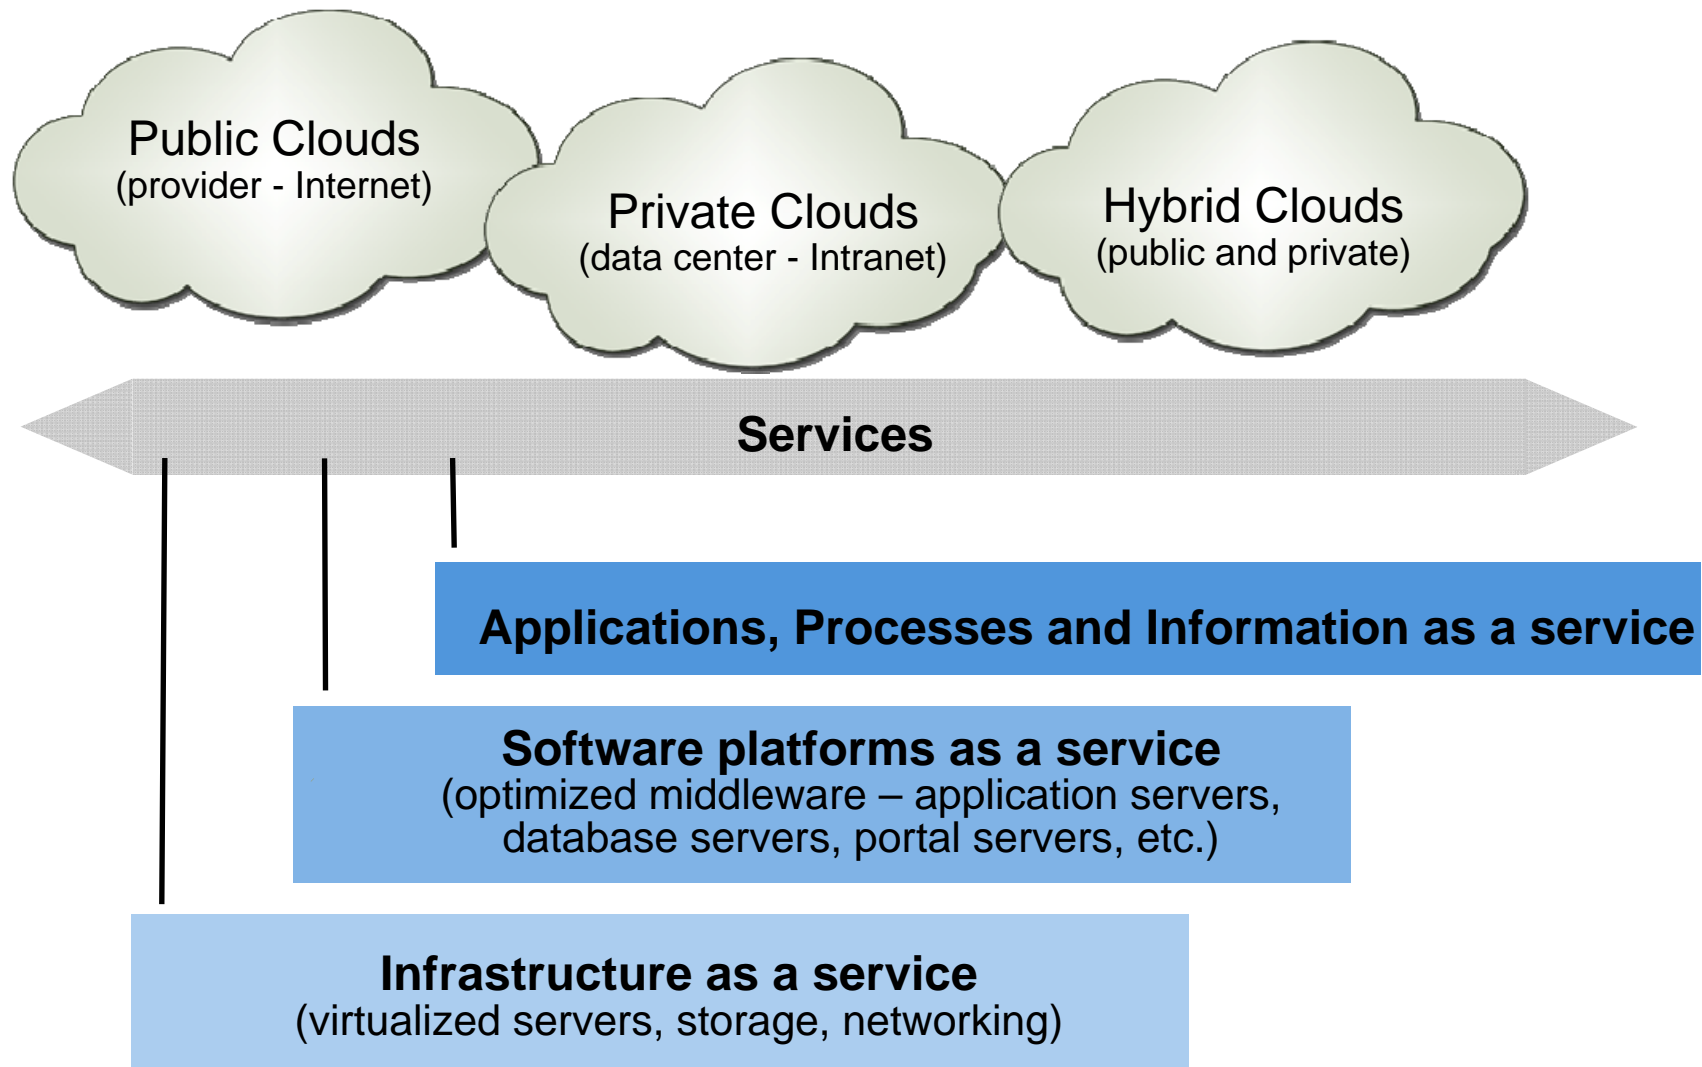 Public Clouds
(provider - Internet)
Private Clouds
(data center - Intranet)
Hybrid Clouds
(public and private)
Services
Applications, Processes and Information as a service
Software platforms as a service
(optimized middleware – application servers,
database servers, portal servers, etc.)
Infrastructure as a service
(virtualized servers, storage, networking)